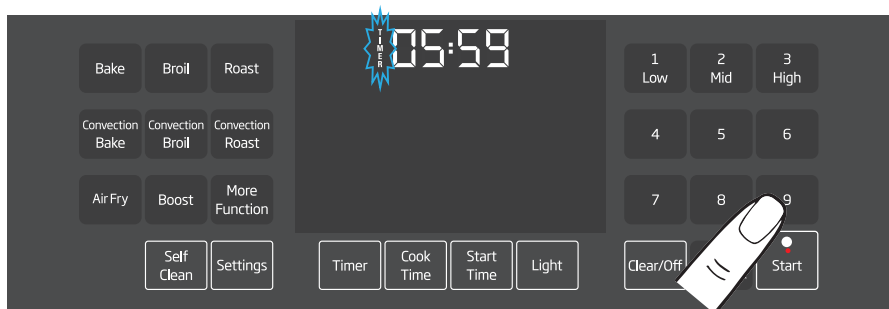 Bake
Broil
Roast
Convection
Bake
Convection
Broil
Convection
Roast
Air Fry
Boost
More
Function
Self
Clean
Settings
TIMER
05:59
Timer
Cook
Time
Start
Time
Light
1
Low
2
Mid
3
High
4
5
6
7
8
9
Clear/Off
Start